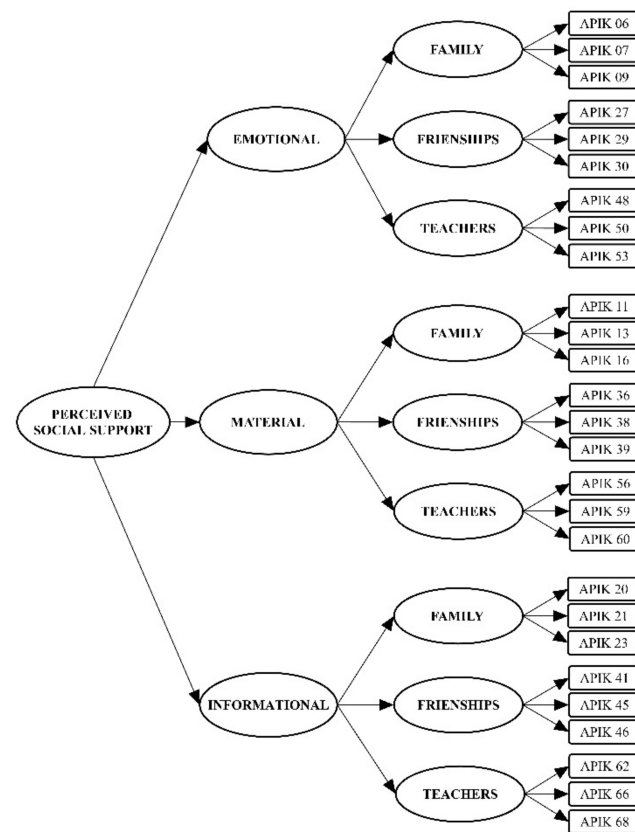 PERCEIVED
SOCIAL SUPPORT
EMOTIONAL
FAMILY
APIK 06
APIK 07
APIK 09
FRIENSHIPS
APIK 27
APIK 29
APIK 30
TEACHERS
APIK 48
APIK 50
APIK 53
MATERIAL
FAMILY
APIK 11
APIK 13
APIK 16
FRIENSHIPS
APIK 36
APIK 38
APIK 39
TEACHERS
APIK 56
APIK 59
APIK 60
INFORMATIONAL
FAMILY
APIK 20
APIK 21
APIK 23
FRIENSHIPS
APIK 41
APIK 45
APIK 46
TEACHERS
APIK 62
APIK 66
APIK 68